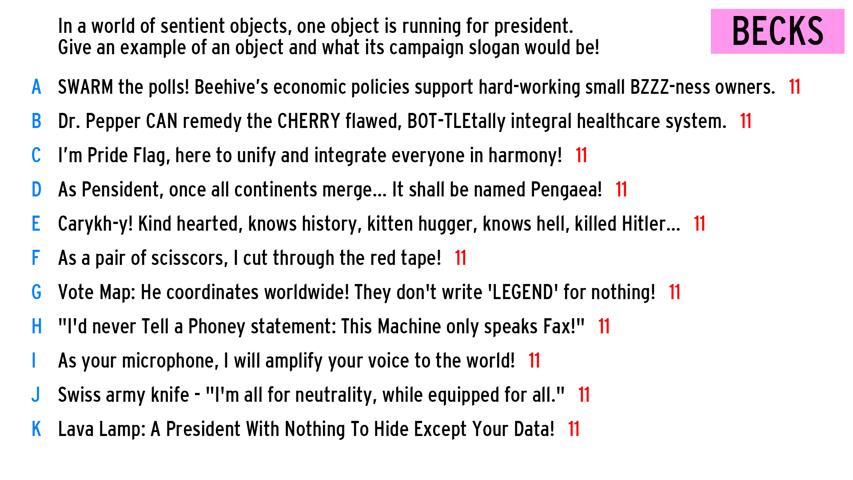 In a world of sentient objects, one object is running for president.
Give an example of an object and what its campaign slogan would be!
BECKS
A SWARM the polls! Beehive's economic policies support hard-working small BZZZ-ness owners. 11
B Dr. Pepper CAN remedy the CHERRY flawed, BOT-TLEtally integral healthcare system. 11
C I'm Pride Flag, here to unify and integrate everyone in harmony! 11
D As Pensident, once all continents merge... It shall be named Pengaea! 11
E Carykh-y! Kind hearted, knows history, kitten hugger, knows hell, killed Hitler... 11
F As a pair of scisscors, I cut through the red tape! 11
G Vote Map: He coordinates worldwide! They don't write 'LEGEND' for nothing! 11
H "I'd never Tell a Phoney statement: This Machine only speaks Fax!" 11
I As your microphone, I will amplify your voice to the world! 11
J Swiss army knife - "I'm all for neutrality, while equipped for all." 11
K Lava Lamp: A President With Nothing To Hide Except Your Data! 11